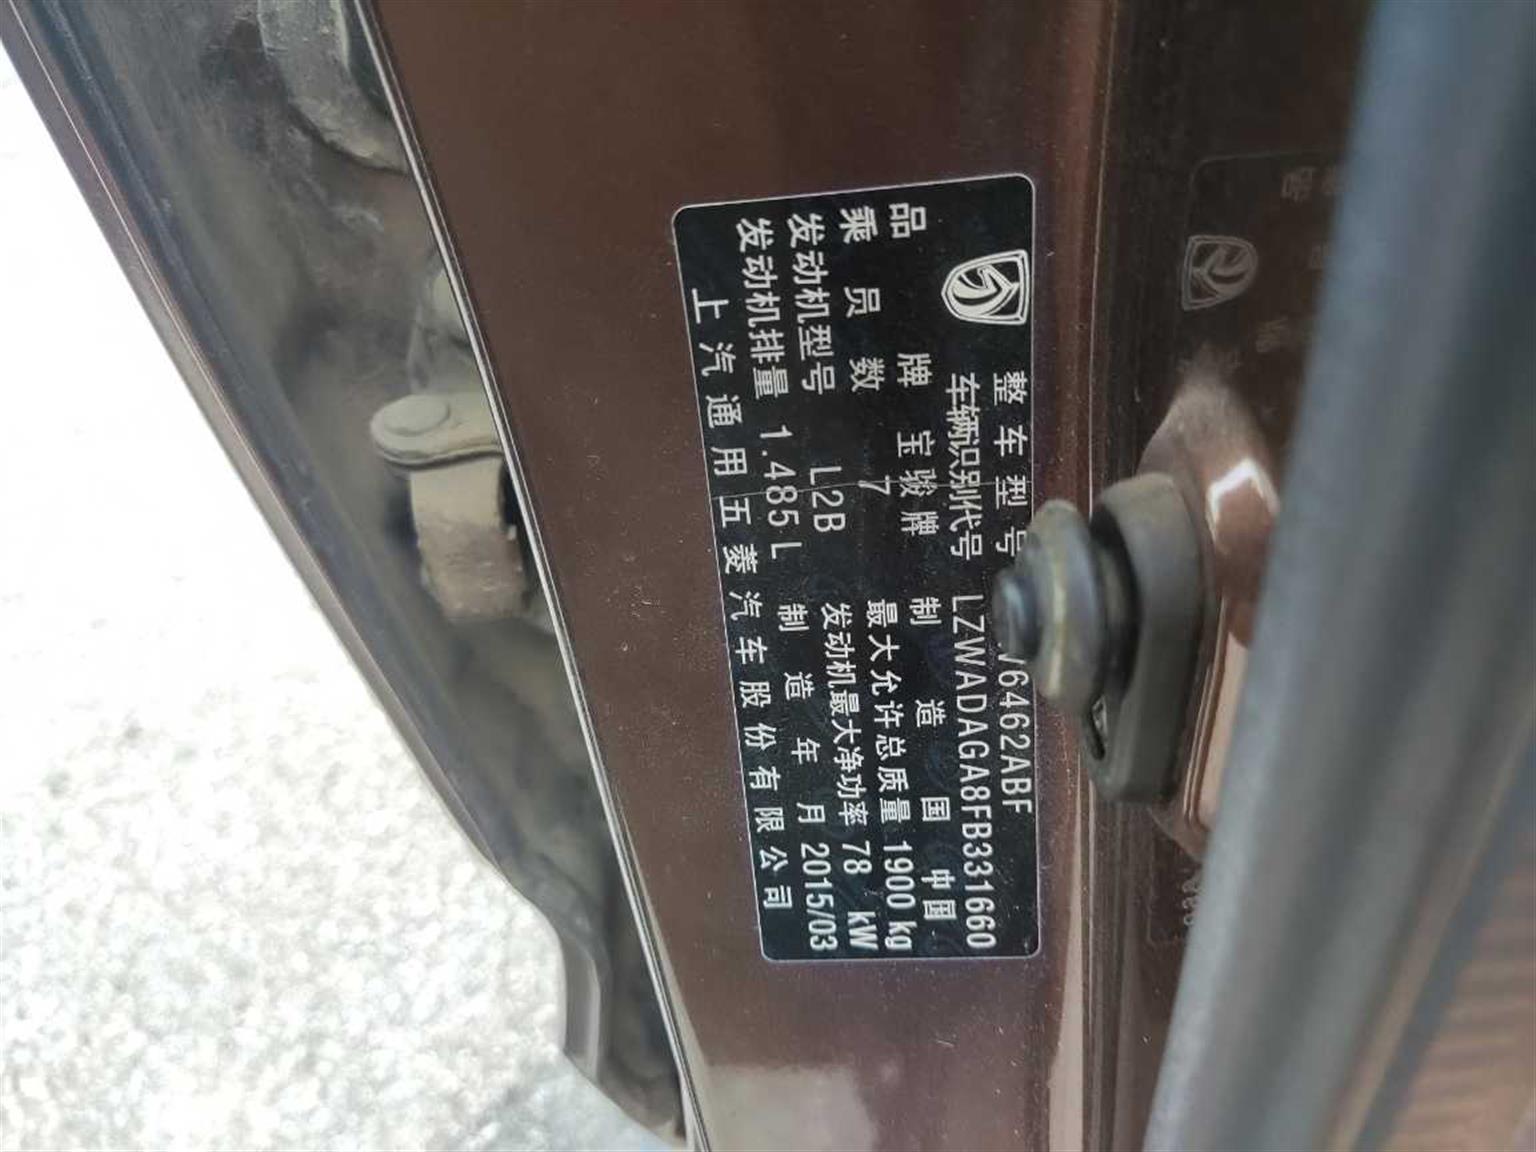 整车型号 V6462ABF
车辆识别代号 LZWADAGA8FB331660
品牌 宝骏牌 制造国 中国
乘员数 7 最大允许总质量 1900 kg
发动机型号 L2B 发动机最大净功率 78 kW
发动机排量 1.485 L 制造年月 2015/03
上汽通用五菱汽车股份有限公司